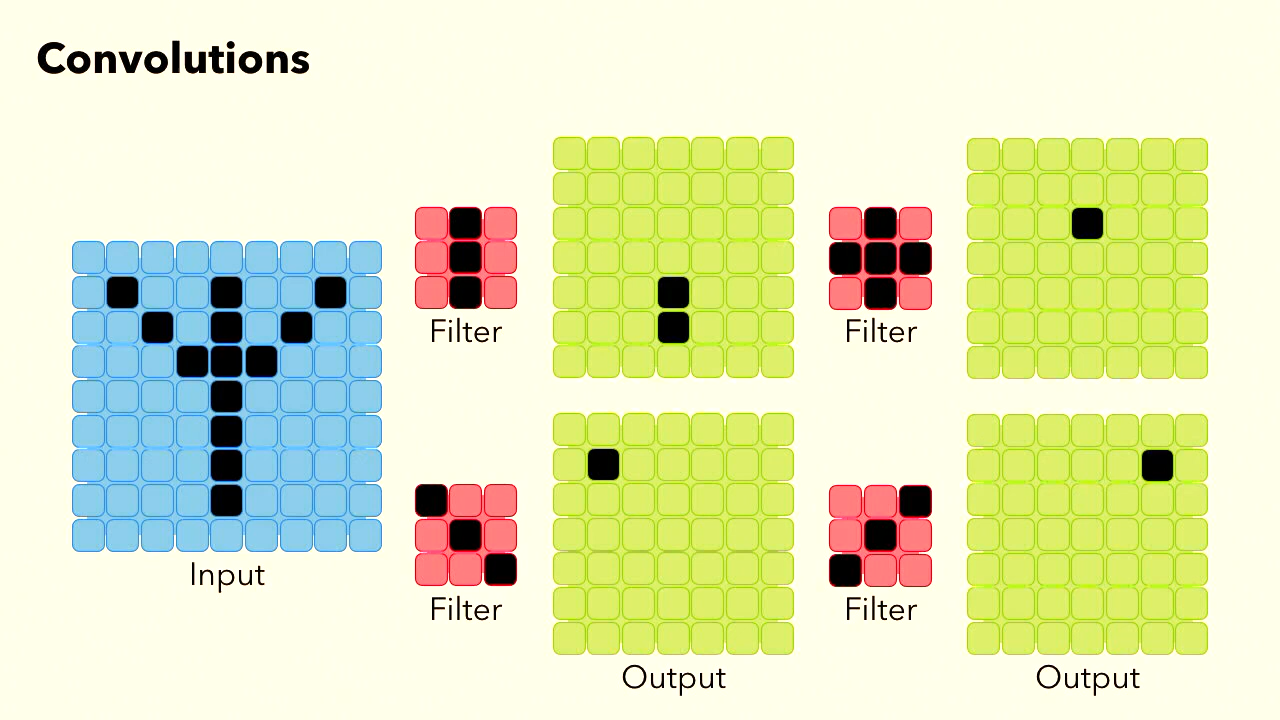 Convolutions
Filter
Filter
Input
Filter
Filter
Output
Output